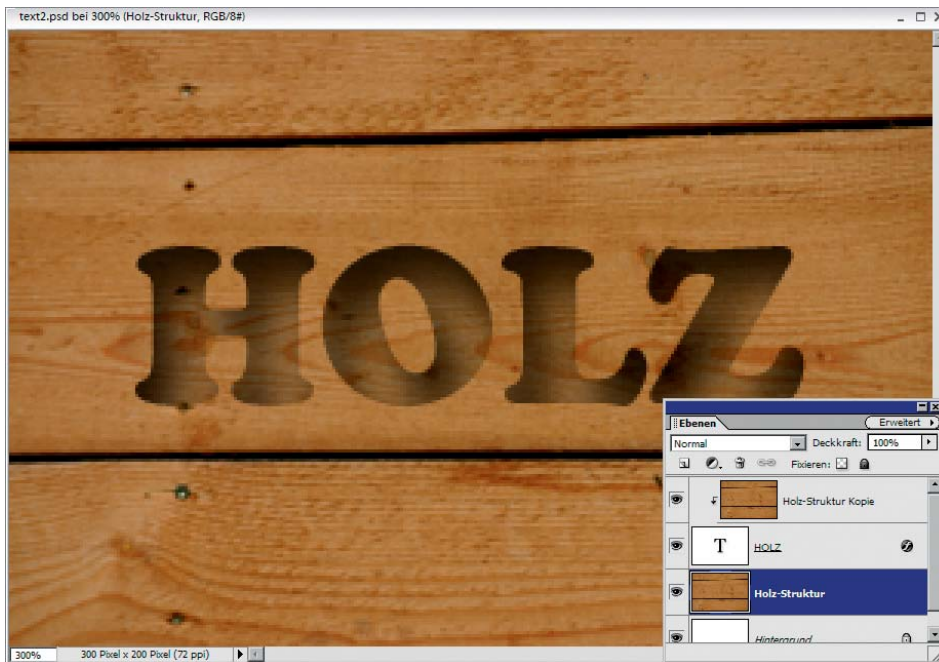 text2.psd bei 300% (Holz-Struktur, RGB/8#)
HOLZ
Ebenen
Erweitert
Normal
Deckkraft: 100%
Fixieren:
Holz-Struktur Kopie
T
HOLZ
Holz-Struktur
Hintergrund
300%
300 Pixel x 200 Pixel (72 ppi)